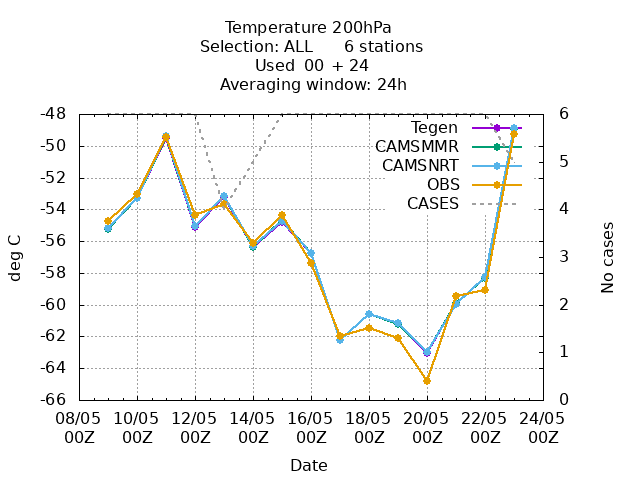 Temperature 200hPa
Selection: ALL 6 stations
Used 00 + 24
Averaging window: 24h
-48
-50
-52
-54
-56
-58
-60
-62
-64
-66
deg C
6
5
4
3
2
1
0
No cases
Tegen
CAMSMMR
CAMSNRT
OBS
CASES
08/05 10/05 12/05 14/05 16/05 18/05 20/05 22/05 24/05
00Z 00Z 00Z 00Z 00Z 00Z 00Z 00Z 00Z
Date